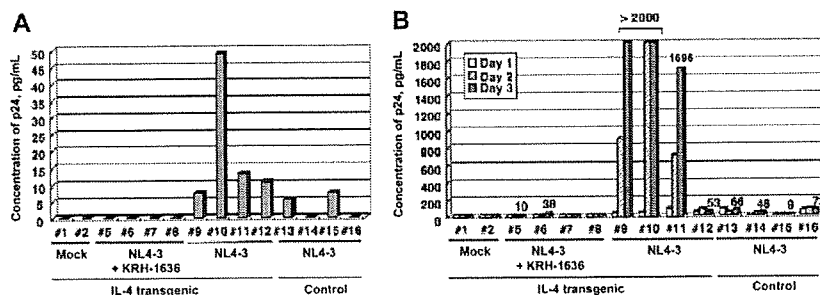 A
Concentration of p24, pg/mL
50
45
40
35
30
25
20
15
10
5
0
#1 #2 #5 #6 #7 #8 #9 #10 #11 #12 #13 #14 #15 #16
Mock NL4-3 NL4-3 NL4-3
+ KRH-1636
IL-4 transgenic Control
B
> 2000
Concentration of p24, pg/mL
2000
1800
1600
1400
1200
1000
800
600
400
200
0
Day 1
Day 2
Day 3
1696
10 38 53 66 48 9
#1 #2 #5 #6 #7 #8 #9 #10 #11 #12 #13 #14 #15 #16
Mock NL4-3 NL4-3 NL4-3
+ KRH-1636
IL-4 transgenic Control